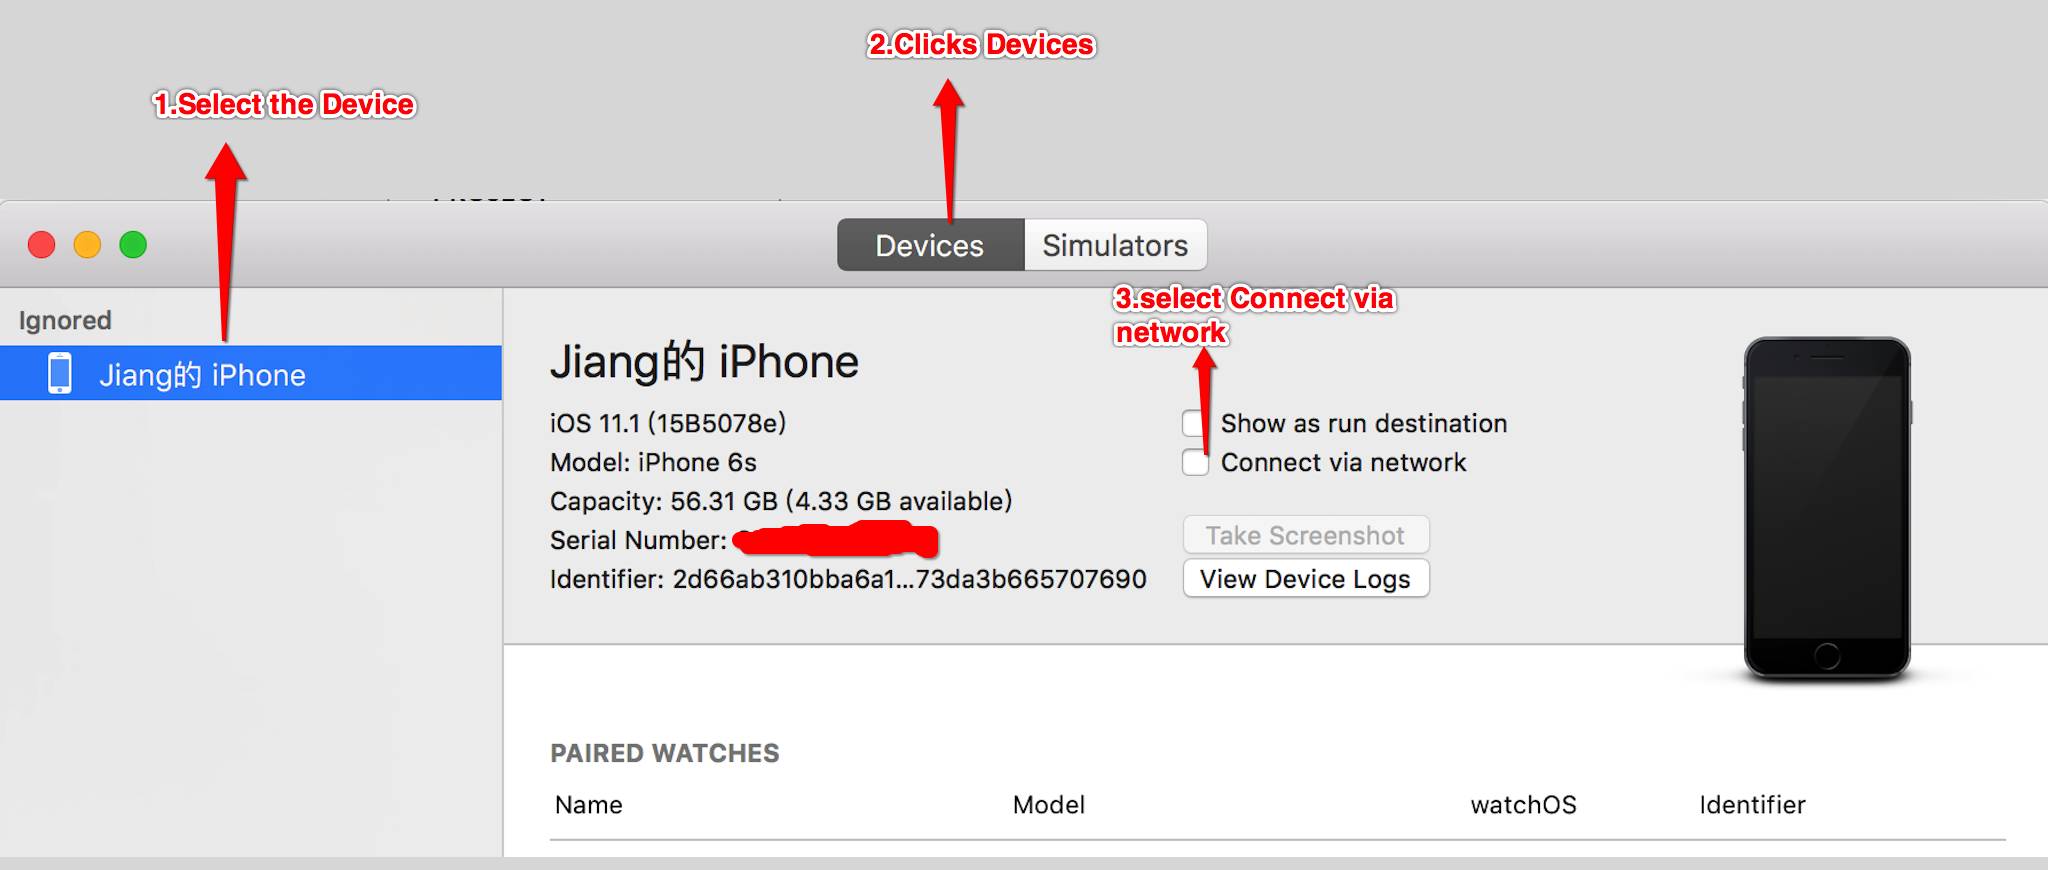 2.Clicks Devices
1.Select the Device
Devices
Simulators
Ignored
Jiang的 iPhone
3.select Connect via
network
Jiang的 iPhone
iOS 11.1 (15B5078e)
Show as run destination
Model: iPhone 6s
Connect via network
Capacity: 56.31 GB (4.33 GB available)
Serial Number:
Take Screenshot
Identifier: 2d66ab310bba6a1...73da3b665707690
View Device Logs
PAIRED WATCHES
Name
Model
watchOS
Identifier